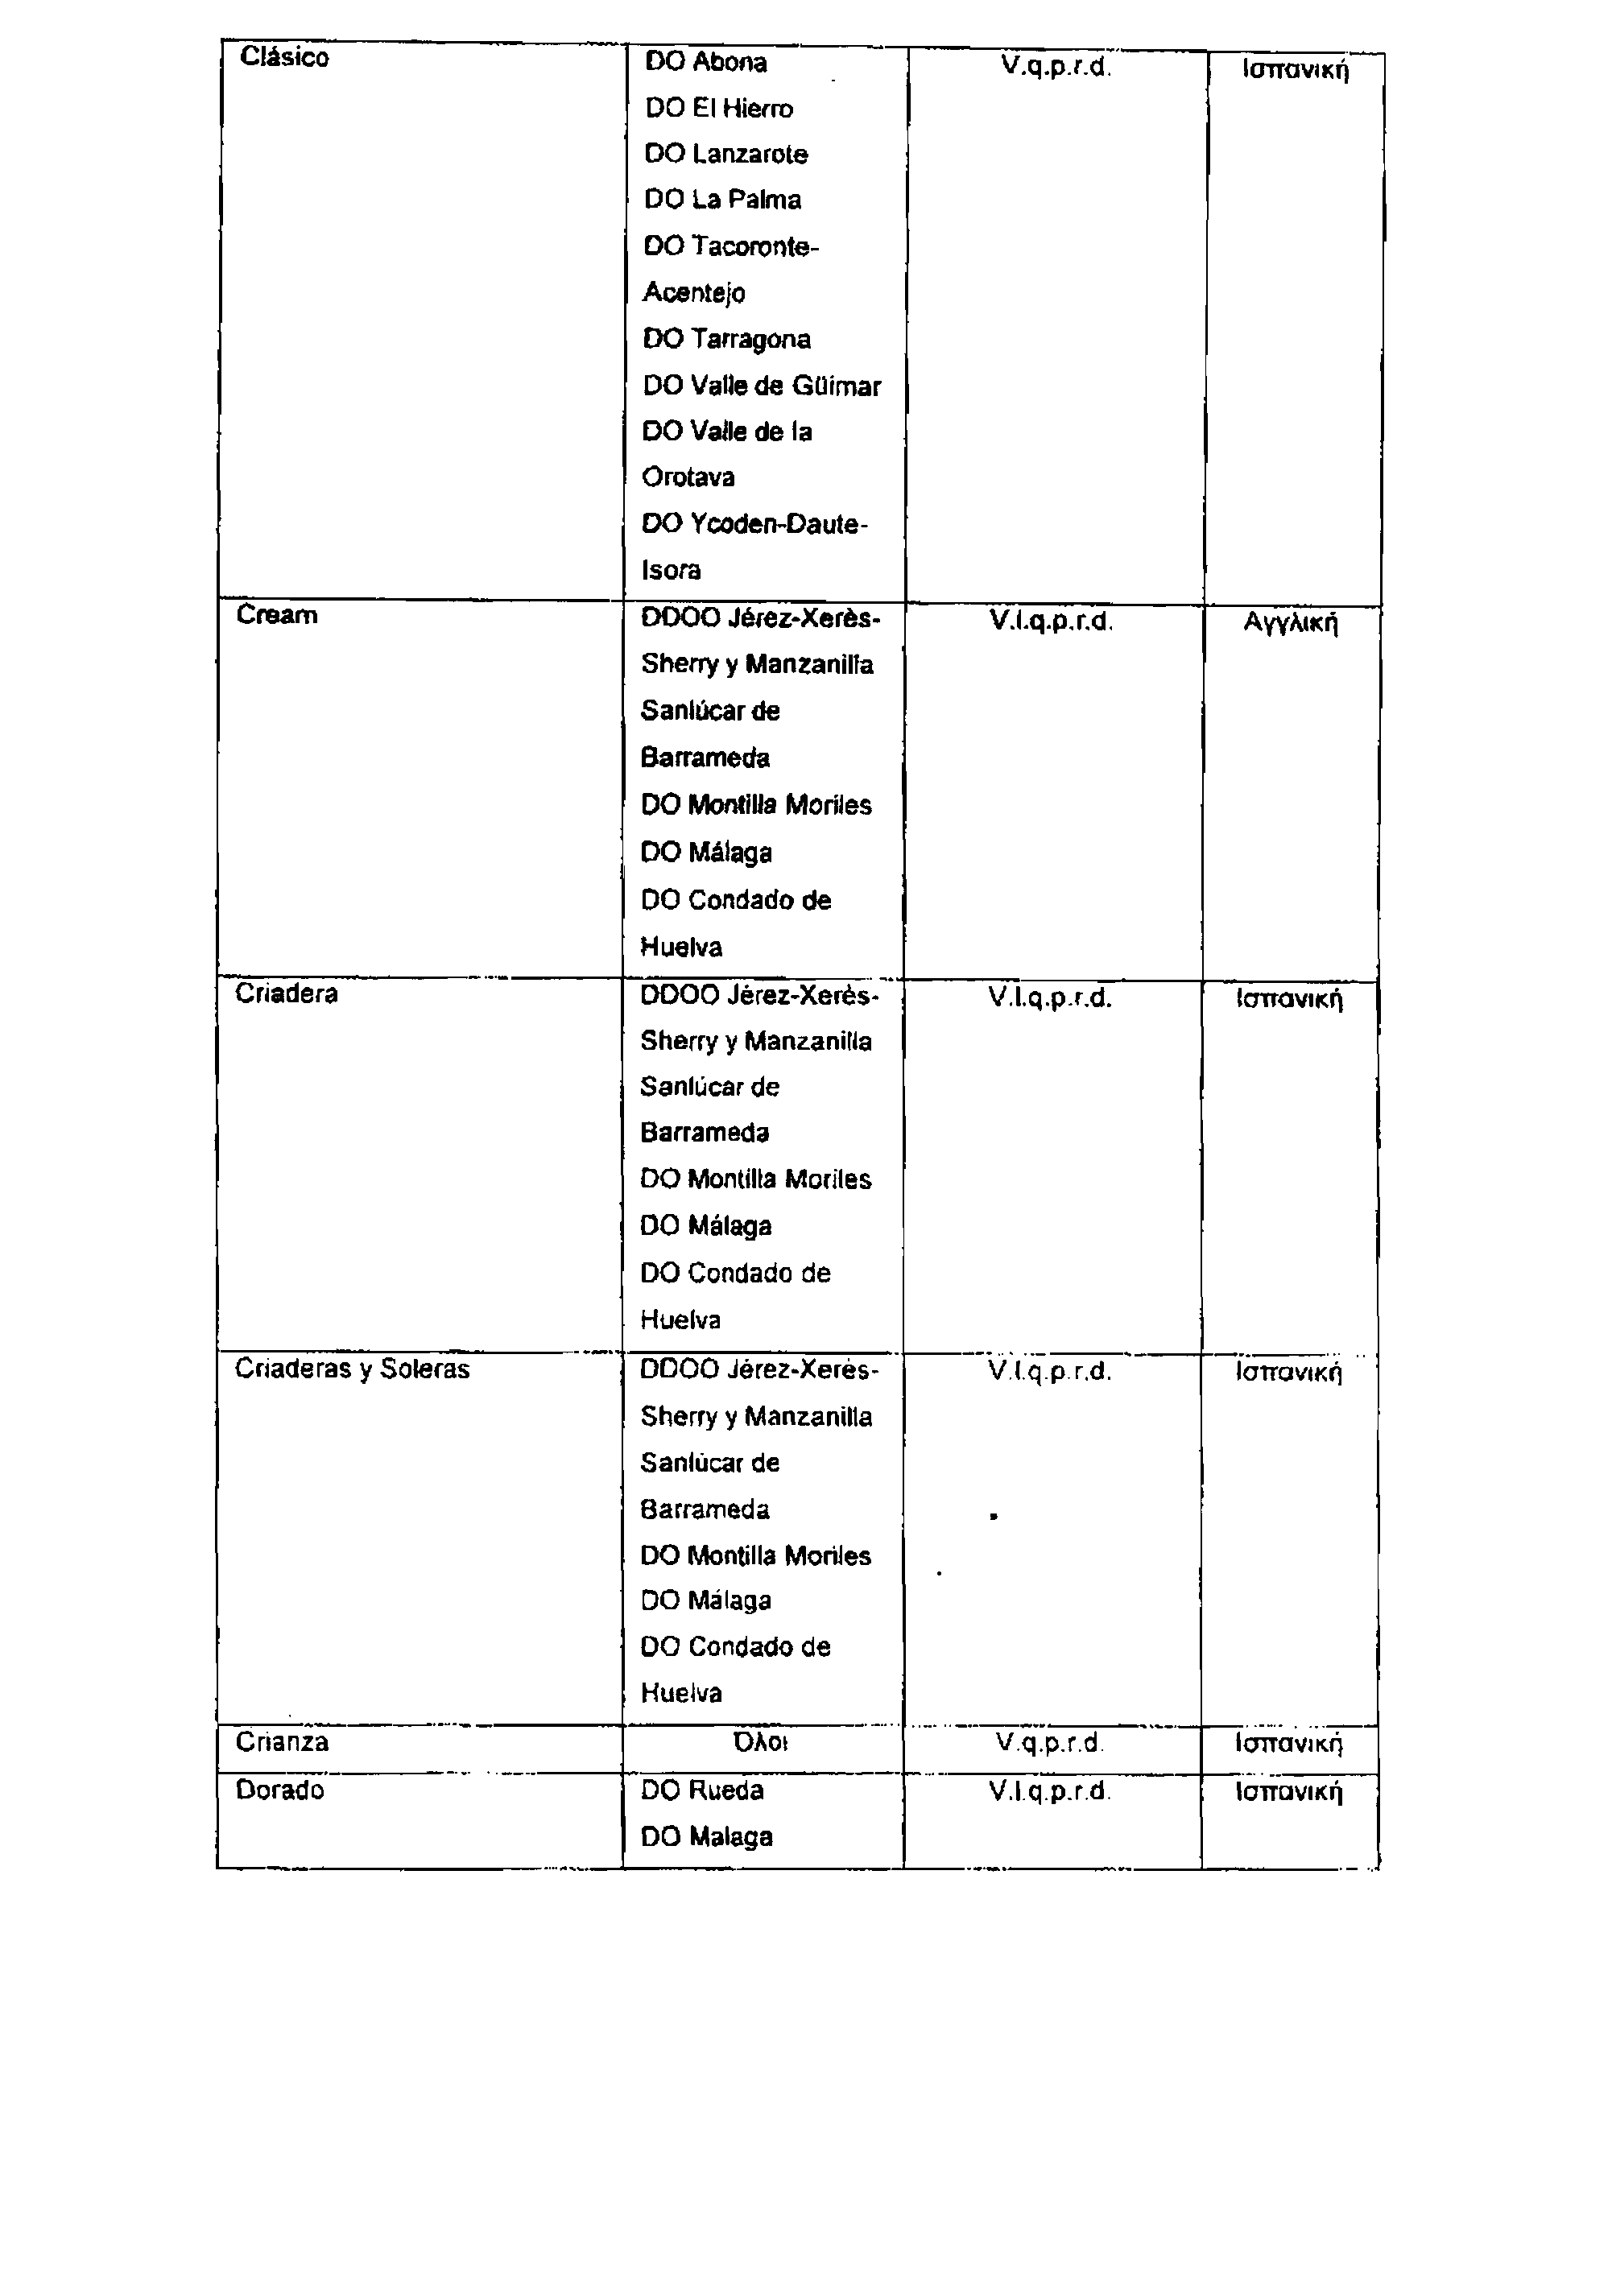 Clásico DO Abona V.q.p.r.d. Ισπανική
DO El Hierro
DO Lanzarote
DO La Palma
DO Tacoronte-
Acentejo
DO Tarragona
DO Valle de Güimar
DO Valle de la
Orotava
DO Ycoden-Daute-
Isora
Cream DDOO Jérez-Xerès- V.l.q.p.r.d. Αγγλική
Sherry y Manzanilla
Sanlúcar de
Barrameda
DO Montilla Moriles
DO Málaga
DO Condado de
Huelva
Criadera DDOO Jérez-Xerès- V.l.q.p.r.d. Ισπανική
Sherry y Manzanilla
Sanlúcar de
Barrameda
DO Montilla Moriles
DO Málaga
DO Condado de
Huelva
Criaderas y Soleras DDOO Jérez-Xerès- V.l.q.p.r.d. Ισπανική
Sherry y Manzanilla
Sanlúcar de
Barrameda
DO Montilla Moriles
DO Málaga
DO Condado de
Huelva
Crianza Όλοι V.q.p.r.d. Ισπανική
Dorado DO Rueda V.l.q.p.r.d. Ισπανική
DO Malaga